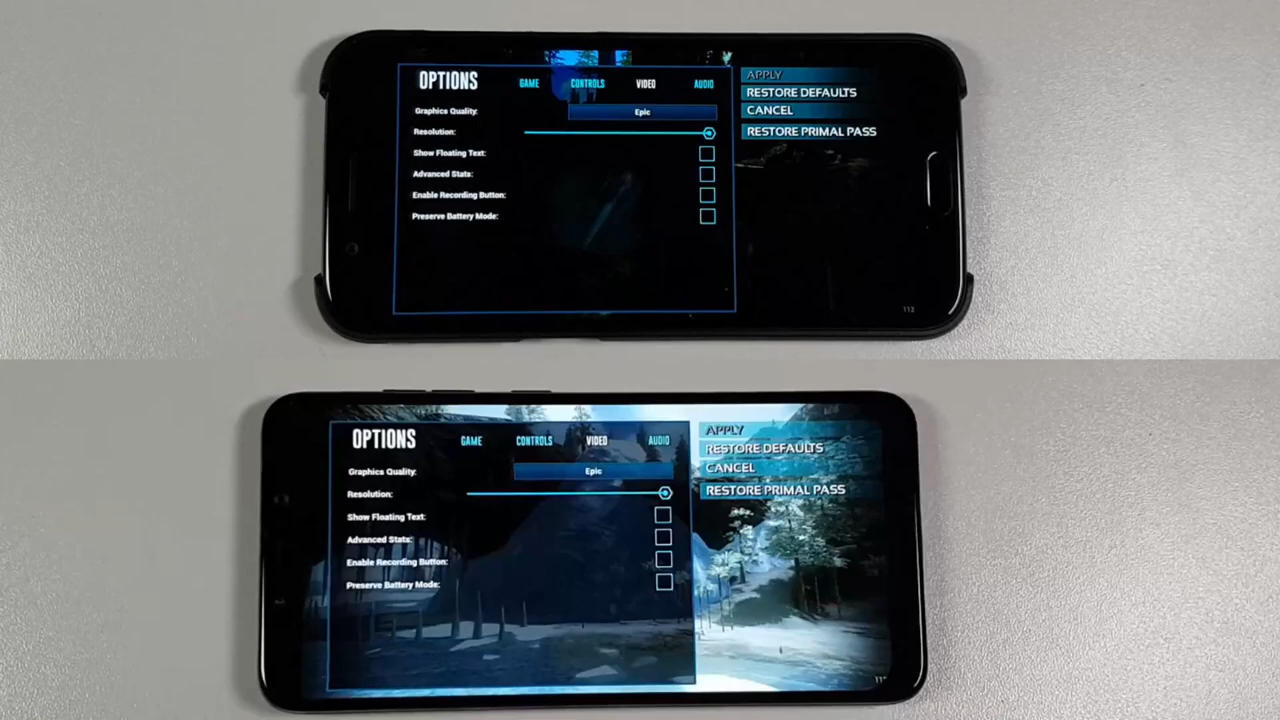 OPTIONS GAME CONTROLS VIDEO AUDIO
Graphics Quality: Epic
Resolution:
Show Floating Text:
Advanced Stats:
Enable Recording Button:
Preserve Battery Mode:
APPLY
RESTORE DEFAULTS
CANCEL
RESTORE PRIMAL PASS
112
OPTIONS GAME CONTROLS VIDEO AUDIO
Graphics Quality: Epic
Resolution:
Show Floating Text:
Advanced Stats:
Enable Recording Button:
Preserve Battery Mode:
APPLY
RESTORE DEFAULTS
CANCEL
RESTORE PRIMAL PASS